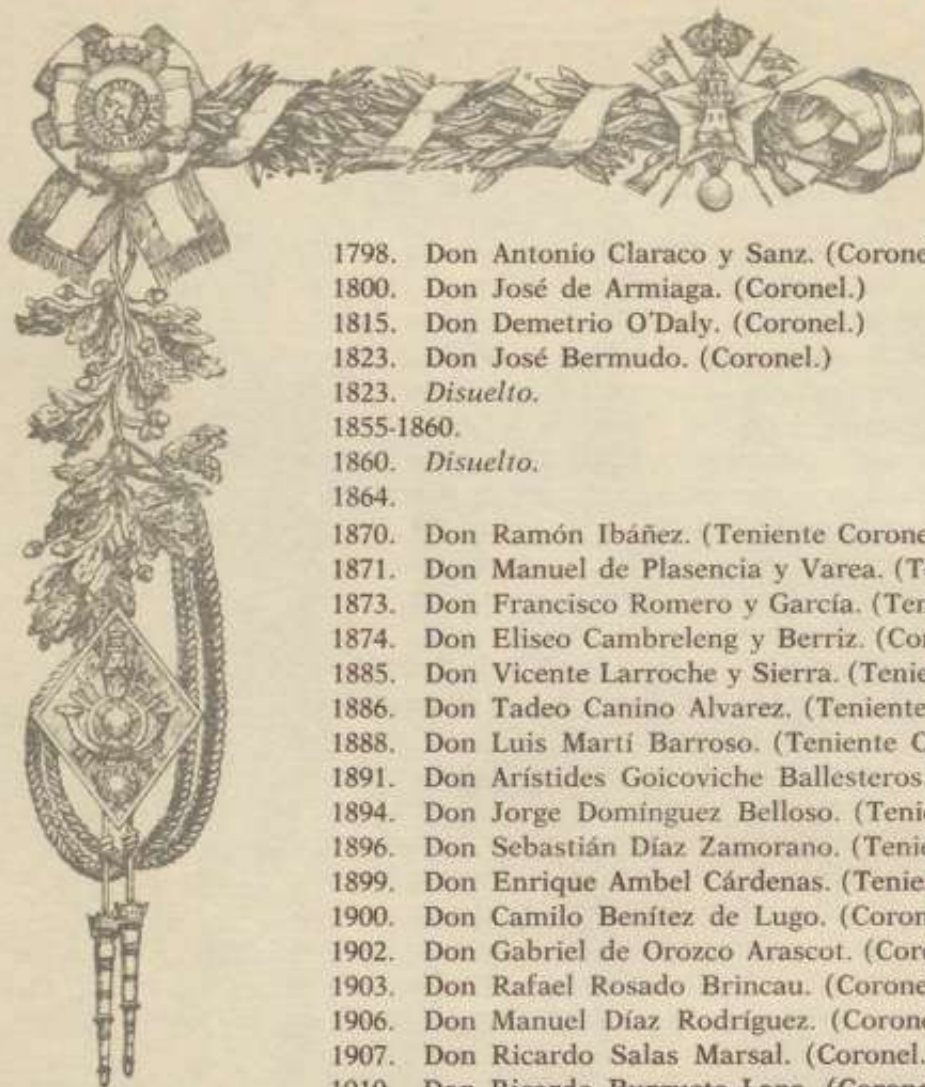 1798. Don Antonio Claraco y Sanz. (Corone
1800. Don José de Armiaga. (Coronel.)
1815. Don Demetrio O'Daly. (Coronel.)
1823. Don José Bermudo. (Coronel.)
1823. Disuelto.
1855-1860.
1860. Disuelto.
1864.
1870. Don Ramón Ibáñez. (Teniente Corone
1871. Don Manuel de Plasencia y Varea. (T
1873. Don Francisco Romero y García. (Ten
1874. Don Eliseo Cambreleng y Berriz. (Co
1885. Don Vicente Larroche y Sierra. (Tenie
1886. Don Tadeo Canino Alvarez. (Teniente
1888. Don Luis Martí Barroso. (Teniente C
1891. Don Arístides Goicoviche Ballesteros.
1894. Don Jorge Domínguez Belloso. (Tenie
1896. Don Sebastián Díaz Zamorano. (Tenie
1899. Don Enrique Ambel Cárdenas. (Tenie
1900. Don Camilo Benítez de Lugo. (Coron
1902. Don Gabriel de Orozco Arascot. (Cor
1903. Don Rafael Rosado Brincau. (Corone
1906. Don Manuel Díaz Rodríguez. (Corone
1907. Don Ricardo Salas Marsal. (Coronel.
Don Ricardo